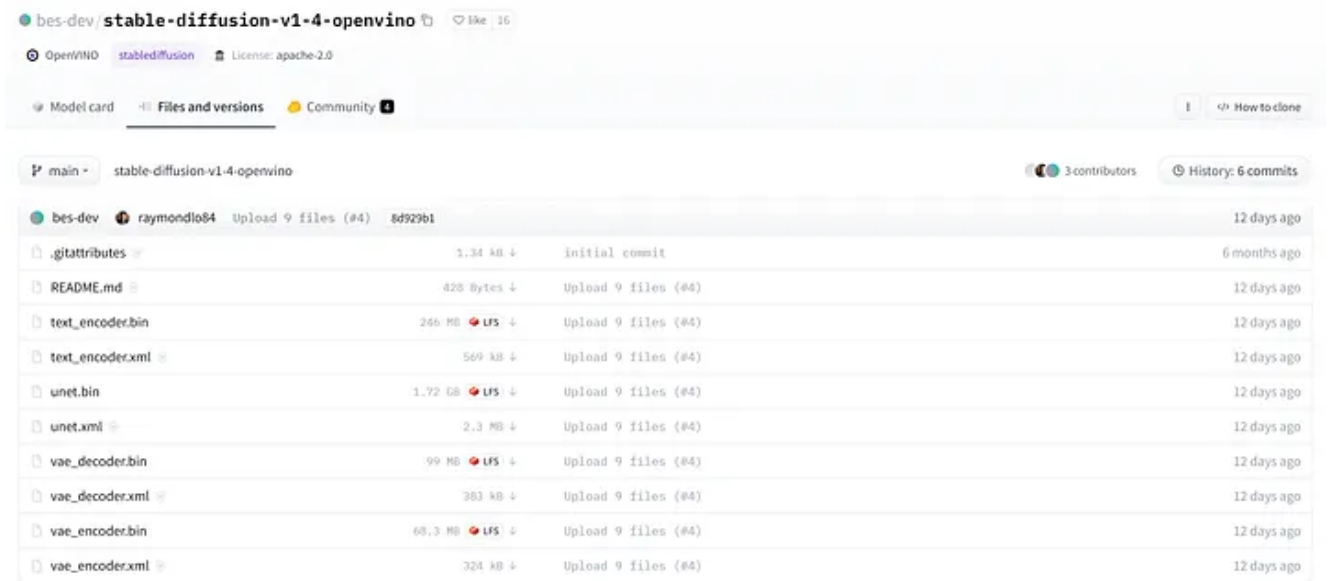 bes-dev/stable-diffusion-v1-4-openvino like 16
OpenVINO stablediffusion License: apache-2.0
Model card Files and versions Community 4 How to clone
main stable-diffusion-v1-4-openvino 3 contributors History: 6 commits
bes-dev raymondlo84 Upload 9 files (#4) 8d929b1 12 days ago
.gitattributes 1.34 kB initial commit 6 months ago
README.md 428 Bytes Upload 9 files (#4) 12 days ago
text_encoder.bin 246 MB LFS Upload 9 files (#4) 12 days ago
text_encoder.xml 569 kB Upload 9 files (#4) 12 days ago
unet.bin 1.72 GB LFS Upload 9 files (#4) 12 days ago
unet.xml 2.3 MB Upload 9 files (#4) 12 days ago
vae_decoder.bin 99 MB LFS Upload 9 files (#4) 12 days ago
vae_decoder.xml 383 kB Upload 9 files (#4) 12 days ago
vae_encoder.bin 68.3 MB LFS Upload 9 files (#4) 12 days ago
vae_encoder.xml 324 kB Upload 9 files (#4) 12 days ago